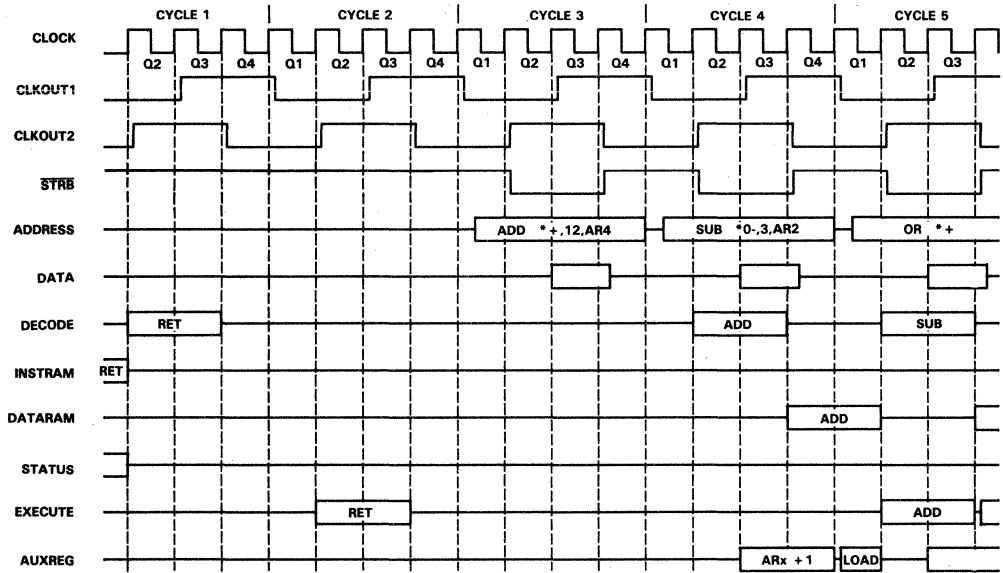 CYCLE 1 CYCLE 2 CYCLE 3 CYCLE 4 CYCLE 5
CLOCK
Q2 Q3 Q4 Q1 Q2 Q3 Q4 Q1 Q2 Q3 Q4 Q1 Q2 Q3 Q4 Q1 Q2 Q3
CLKOUT1
CLKOUT2
STRB
ADDRESS ADD *+,12,AR4 SUB *0-,3,AR2 OR *+
DATA
DECODE RET ADD SUB
INSTRAM RET
DATARAM ADD
STATUS
EXECUTE RET ADD
AUXREG ARx + 1 LOAD